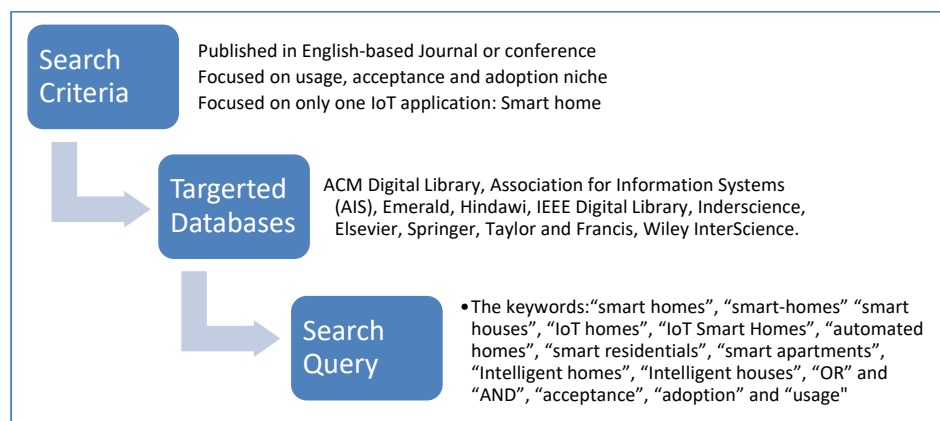 Search
Criteria
Published in English-based Journal or conference
Focused on usage, acceptance and adoption niche
Focused on only one IoT application: Smart home
Targerted
Databases
ACM Digital Library, Association for Information Systems
(AIS), Emerald, Hindawi, IEEE Digital Library, Inderscience,
Elsevier, Springer, Taylor and Francis, Wiley InterScience.
Search
Query
•The keywords:“smart homes”, “smart-homes” “smart
houses”, “IoT homes”, “IoT Smart Homes”, “automated
homes”, “smart residentials”, “smart apartments”,
“Intelligent homes”, “Intelligent houses”, “OR” and
“AND”, “acceptance”, “adoption” and “usage"